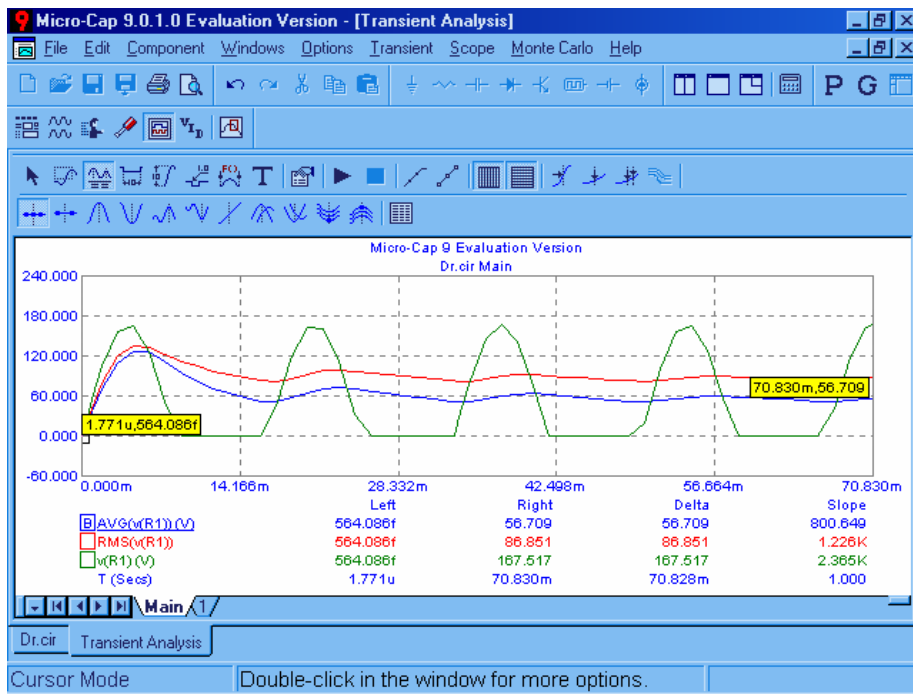 Micro-Cap 9.0.1.0 Evaluation Version - [Transient Analysis]
File Edit Component Windows Options Transient Scope Monte Carlo Help
P G
V I D
F() T
Micro-Cap 9 Evaluation Version
Dr.cir Main
240.000
180.000
120.000
60.000
0.000
-60.000
70.830m,56.709
1.771u,564.086f
0.000m 14.166m 28.332m 42.498m 56.664m 70.830m
Left Right Delta Slope
B AVG(v(R1)) (V) 564.086f 56.709 56.709 800.649
RMS(v(R1)) 564.086f 86.851 86.851 1.226K
v(R1) (V) 564.086f 167.517 167.517 2.365K
T (Secs) 1.771u 70.830m 70.828m 1.000
Main 1
Dr.cir Transient Analysis
Cursor Mode Double-click in the window for more options.